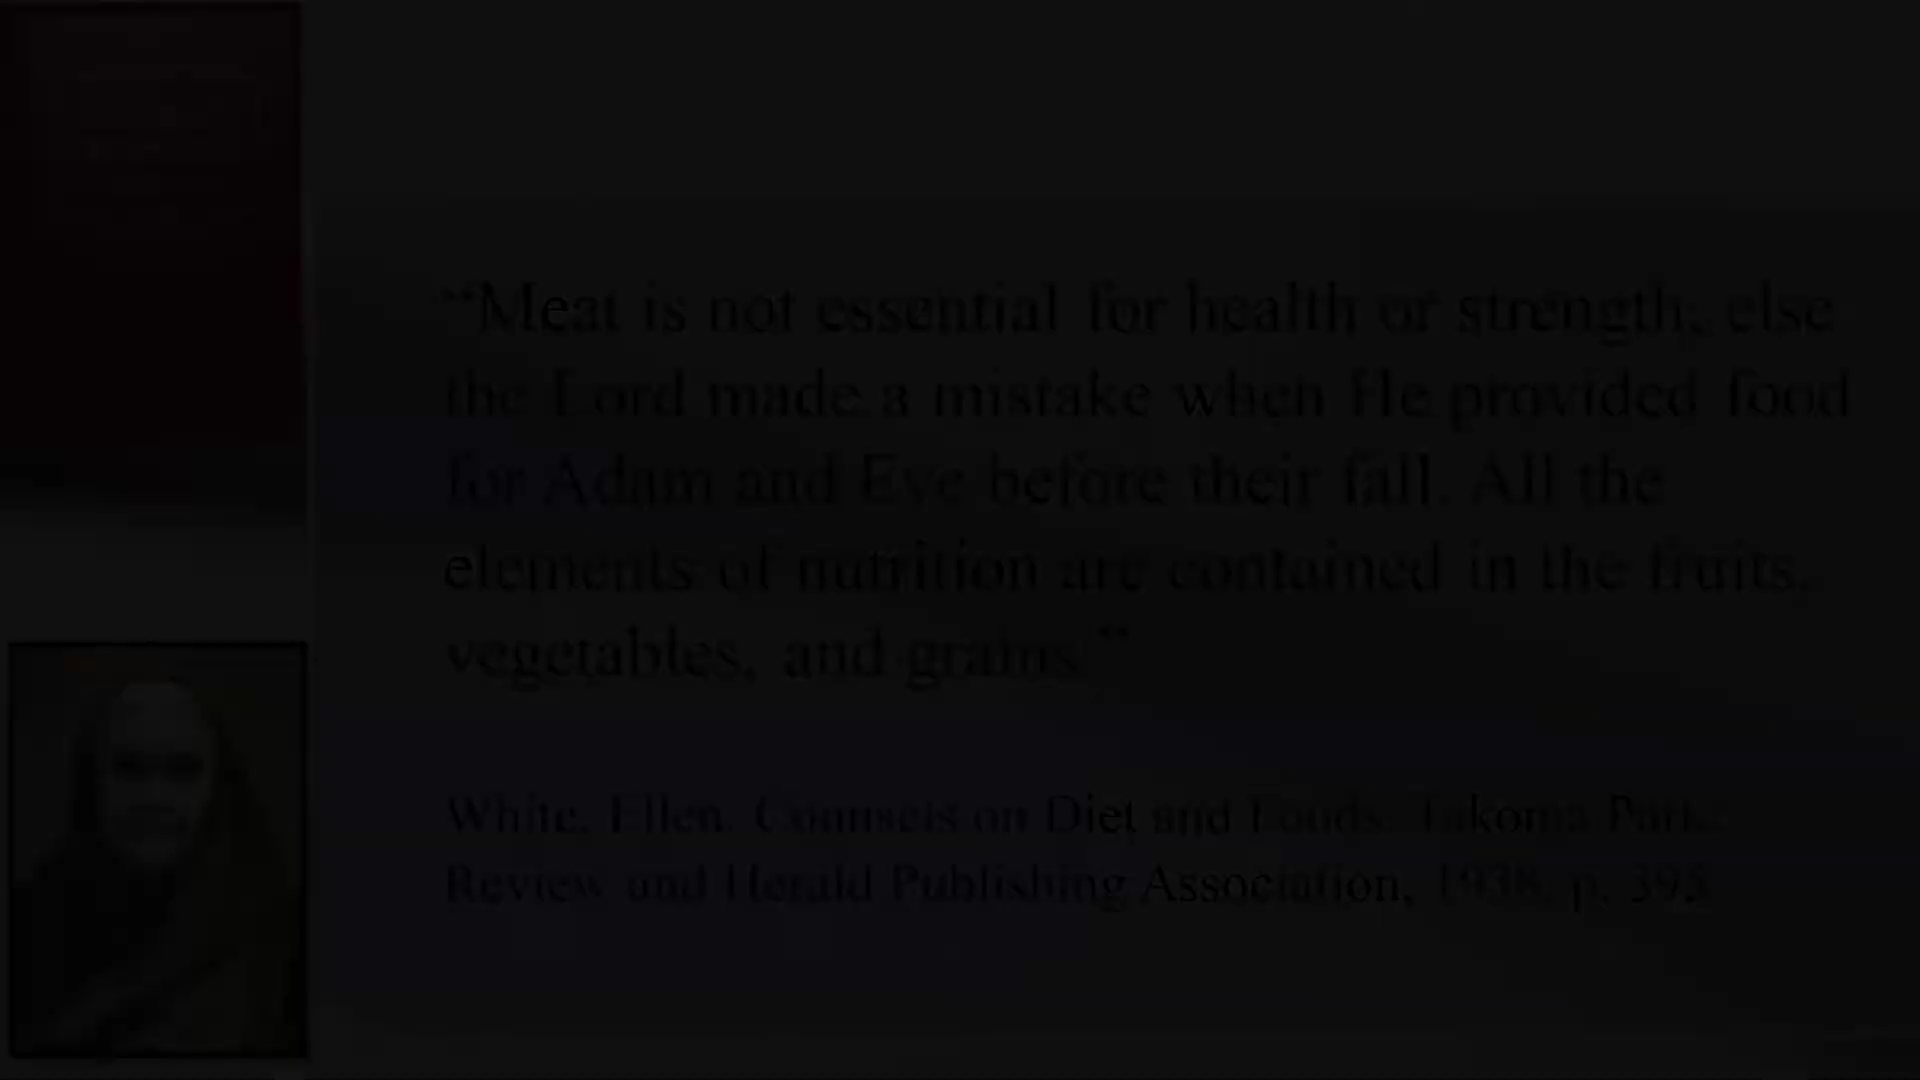 “Meat is not essential for health or strength, else
the Lord made a mistake when He provided food
for Adam and Eve before their fall. All the
elements of nutrition are contained in the fruits,
vegetables, and grains.”
White, Ellen. Counsels on Diet and Foods. Takoma Park:
Review and Herald Publishing Association, 1938, p. 395